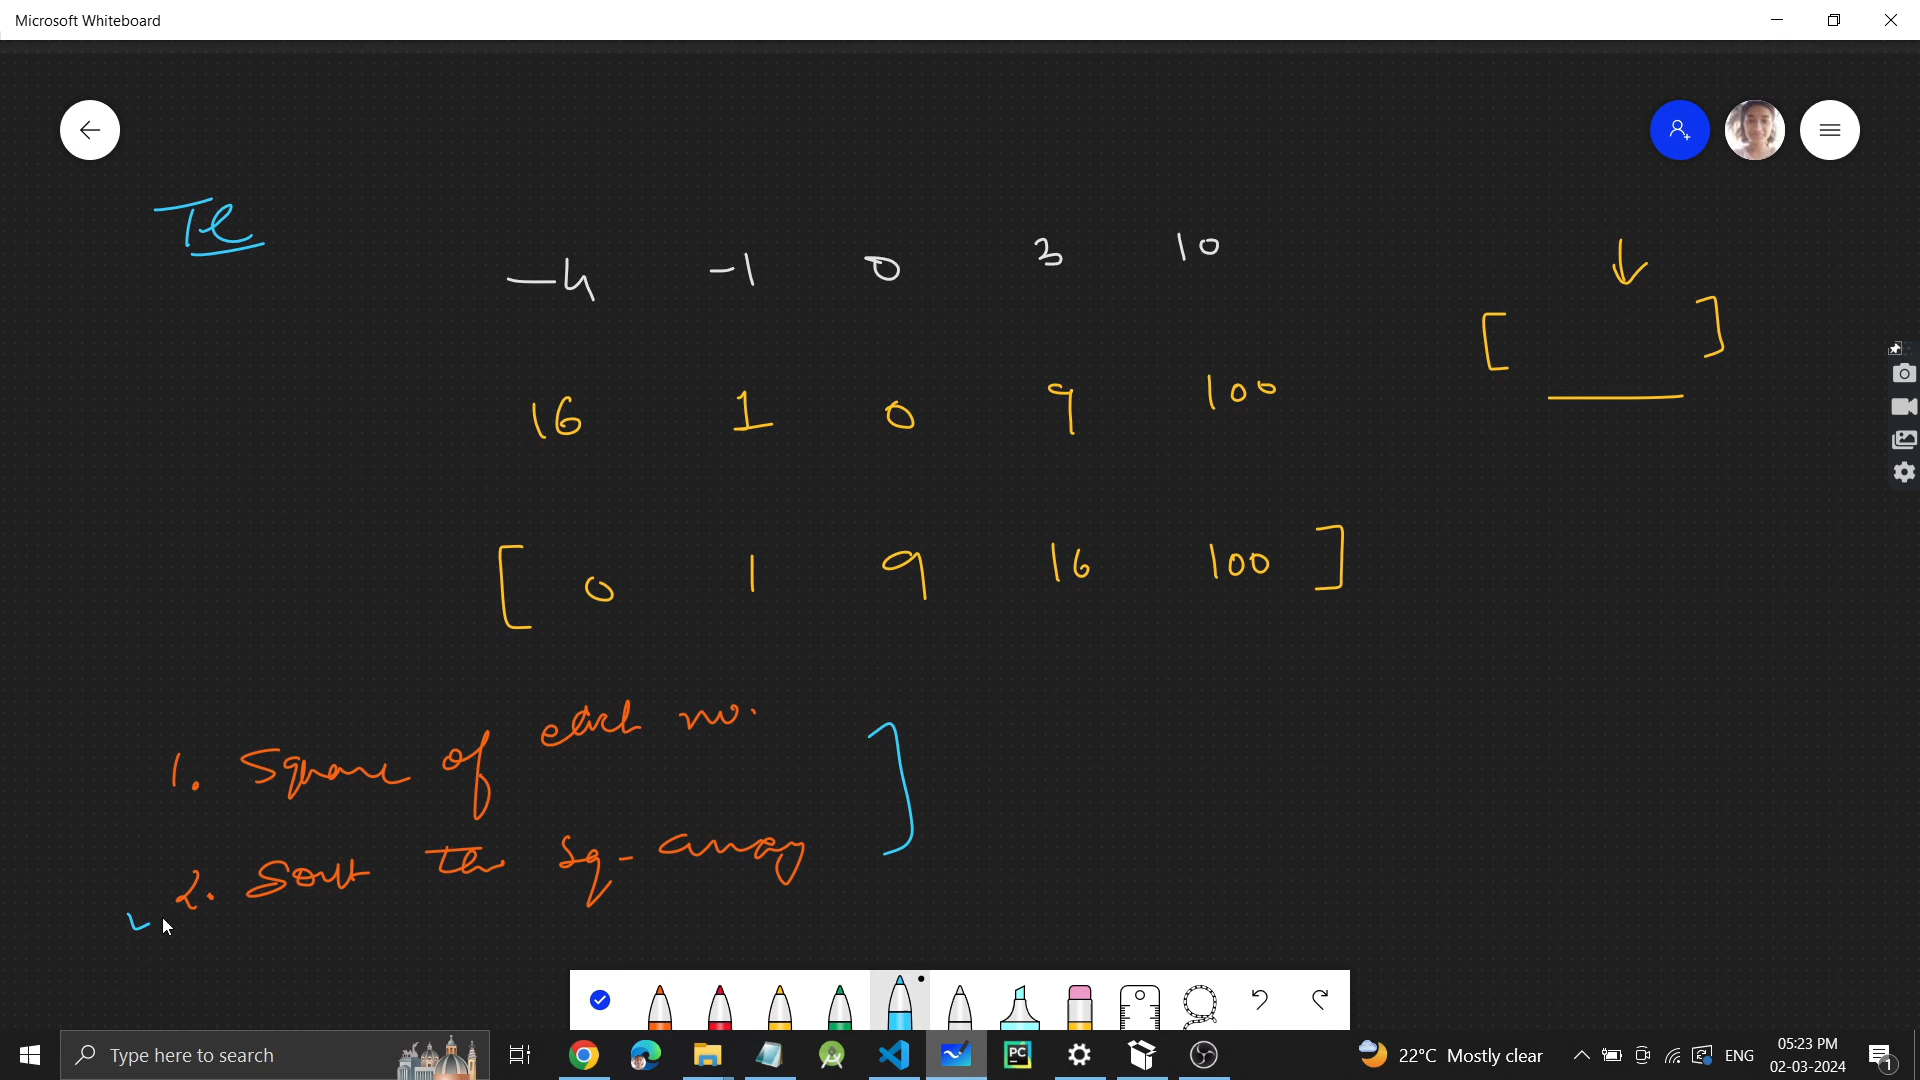 Microsoft Whiteboard
Tc
-4 -1 0 3 10
[ ]
16 1 0 9 100
[ 0 1 9 16 100 ]
1. Square of each no.
2. Sort the sq. array
Type here to search
PC
22°C Mostly clear
ENG
05:23 PM
02-03-2024
1